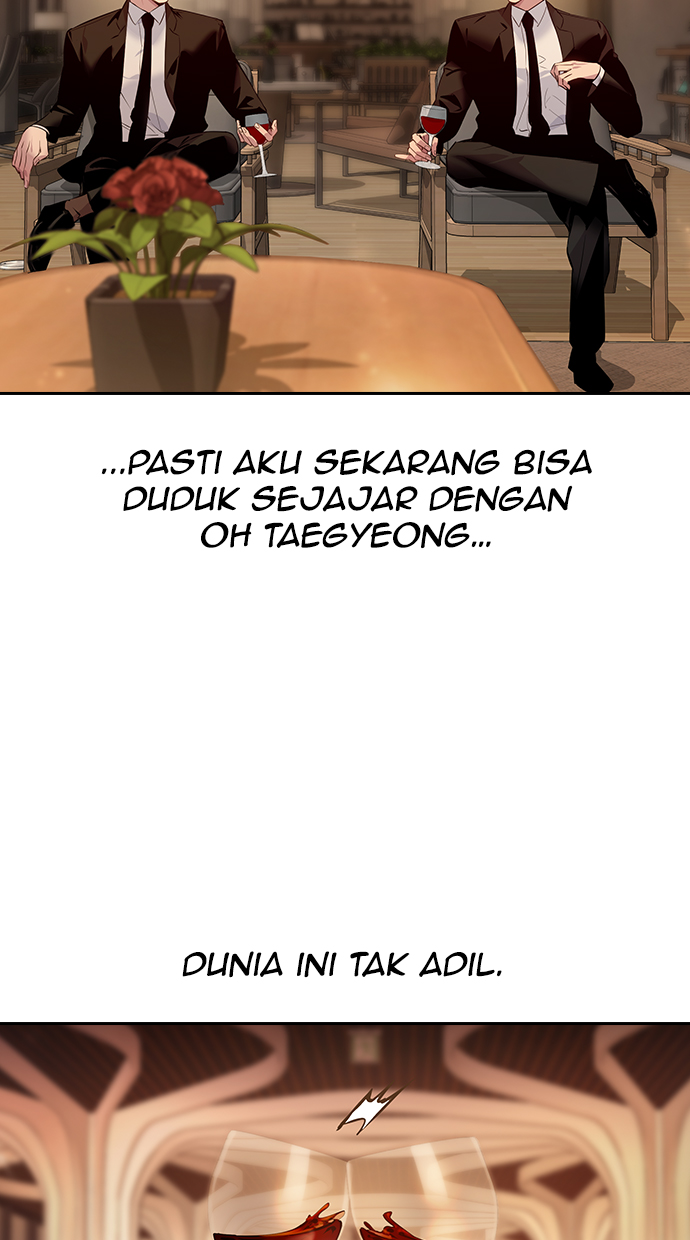 ...PASTI AKU SEKARANG BISA
DUDUK SEJAJAR DENGAN
OH TAEGYEONG...
DUNIA INI TAK ADIL.